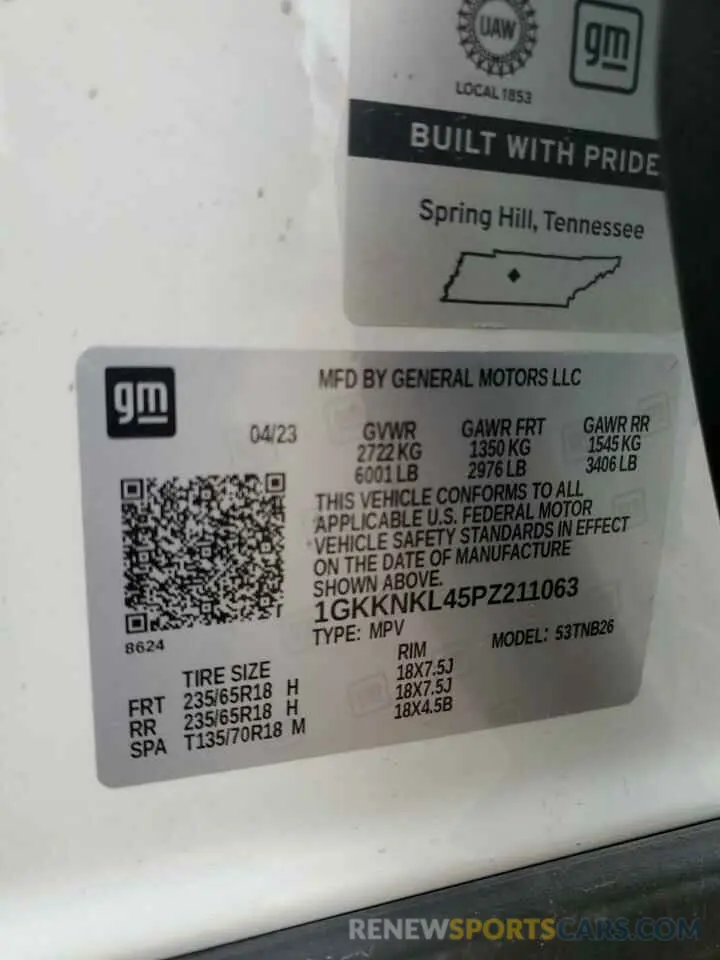 UAW
gm
LOCAL 1853
BUILT WITH PRIDE
Spring Hill, Tennessee
gm
MFD BY GENERAL MOTORS LLC
04/23 GVWR GAWR FRT GAWR RR
2722 KG 1350 KG 1545 KG
6001 LB 2976 LB 3406 LB
THIS VEHICLE CONFORMS TO ALL
APPLICABLE U.S. FEDERAL MOTOR
VEHICLE SAFETY STANDARDS IN EFFECT
ON THE DATE OF MANUFACTURE
SHOWN ABOVE.
1GKKNKL45PZ211063
8624
TYPE: MPV MODEL: 53TNB26
TIRE SIZE RIM
FRT 235/65R18 H 18X7.5J
RR 235/65R18 H 18X7.5J
SPA T135/70R18 M 18X4.5B
RENEWSPORTSCARS.COM